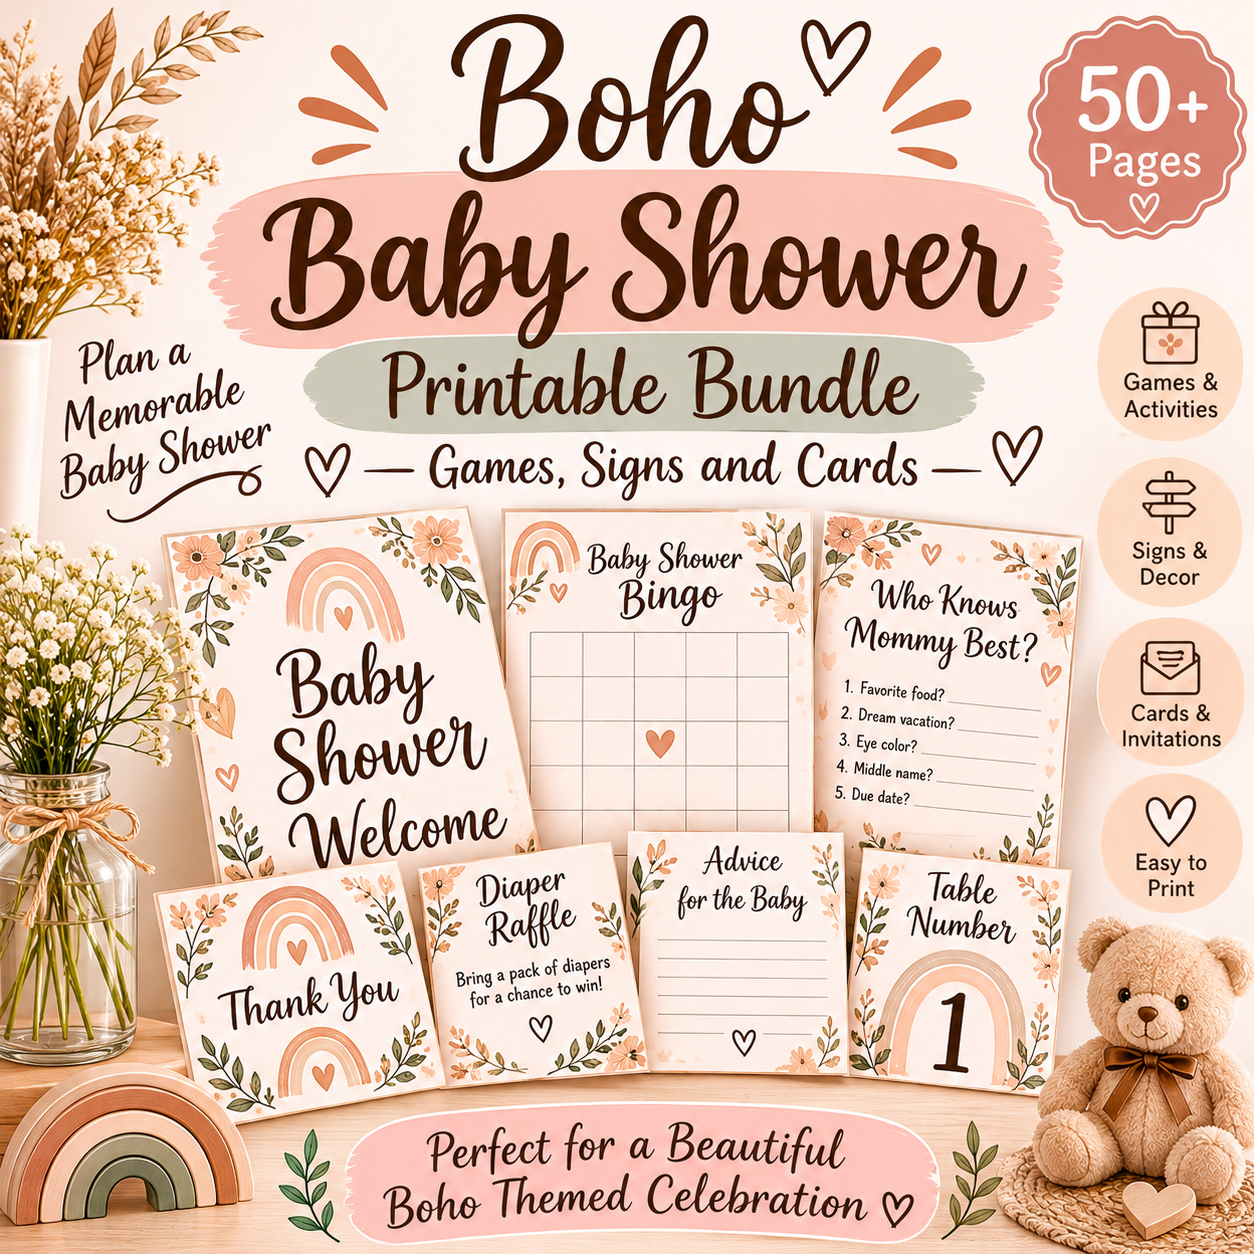 Boho
Baby Shower
Printable Bundle
Games, Signs and Cards
50+
Pages
Plan a
Memorable
Baby Shower
Games &
Activities
Signs &
Decor
Cards &
Invitations
Easy to
Print
Baby
Shower
Welcome
Baby Shower
Bingo
Who Knows
Mommy Best?
1. Favorite food?
2. Dream vacation?
3. Eye color?
4. Middle name?
5. Due date?
Thank You
Diaper
Raffle
Bring a pack of diapers
for a chance to win!
Advice
for the Baby
Table
Number
1
Perfect for a Beautiful
Boho Themed Celebration